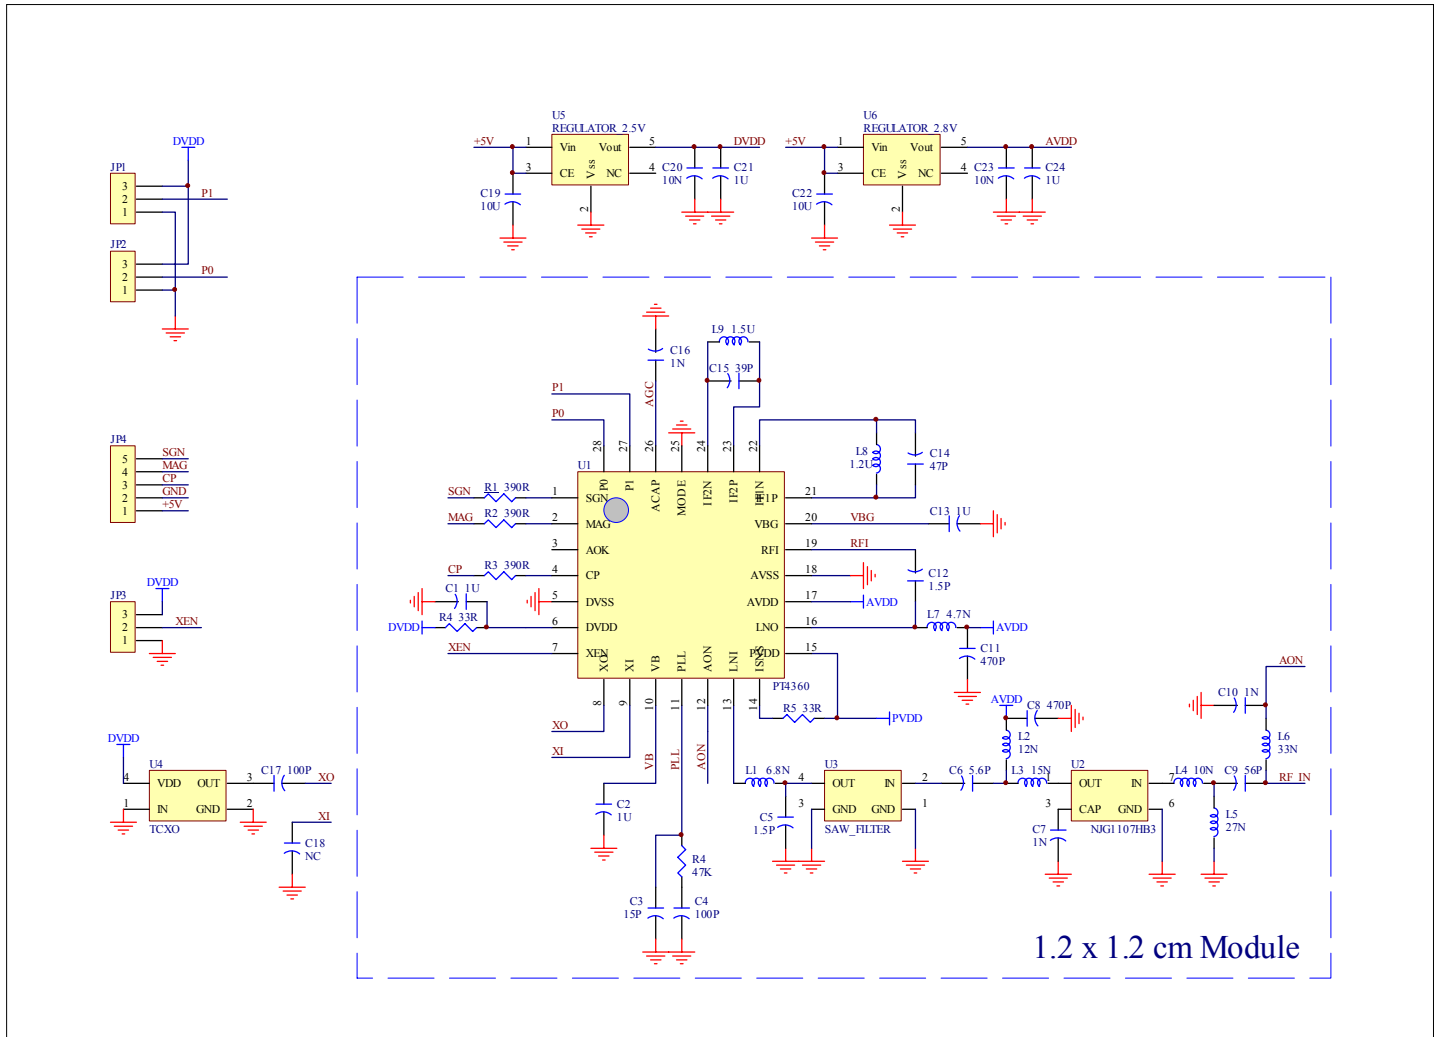 U5
REGULATOR_2.5V
+5V 1 Vin Vout 5 DVDD
3 CE Vss NC 4
2
C19
10U
C20
10N
C21
1U
U6
REGULATOR_2.8V
+5V 1 Vin Vout 5 AVDD
3 CE Vss NC 4
2
C22
10U
C23
10N
C24
1U
DVDD
JP1
3
2 P1
1
JP2
3
2 P0
1
JP4
5 SGN
4 MAG
3 CP
2 GND
1 +5V
DVDD
JP3
3
2 XEN
1
DVDD
U4
4 VDD OUT 3 C17 100P XO
1 IN GND 2
TCXO
XI
C18
NC
L9 1.5U
C16
1N
C15 39P
AGC
P1
P0
28 27 26 25 24 23 22
L8
1.2U
C14
47P
U1
P0 P1 ACAP MODE IF2N IF2P IF1N
SGN R1 390R 1 SGN
MAG R2 390R 2 MAG
3 AOK
CP R3 390R 4 CP
C1 1U
5 DVSS
DVDD R4 33R 6 DVDD
XEN 7 XEN
IF1P 21
VBG 20 VBG C13 1U
RFI 19 RFI
AVSS 18
C12
1.5P
AVDD 17 AVDD
LNO 16 L7 4.7N AVDD
PVDD 15
C11
470P
XO XI VB PLL AON LNI ISNS
PT4360
8 9 10 11 12 13 14
R5 33R PVDD
XO
XI
VB PLL AON
C2
1U
R4
47K
C3
15P
C4
100P
L1 6.8N
C5
1.5P
U3
4 OUT IN 2
3 GND GND 1
SAW_FILTER
C6 5.6P
AVDD
C8 470P
L2
12N
L3 15N
U2
1 OUT IN 7
3 CAP GND 6
NJG1107HB3
C7
1N
L4 10N
C9 56P
RF_IN
L5
27N
L6
33N
C10 1N
AON
1.2 x 1.2 cm Module